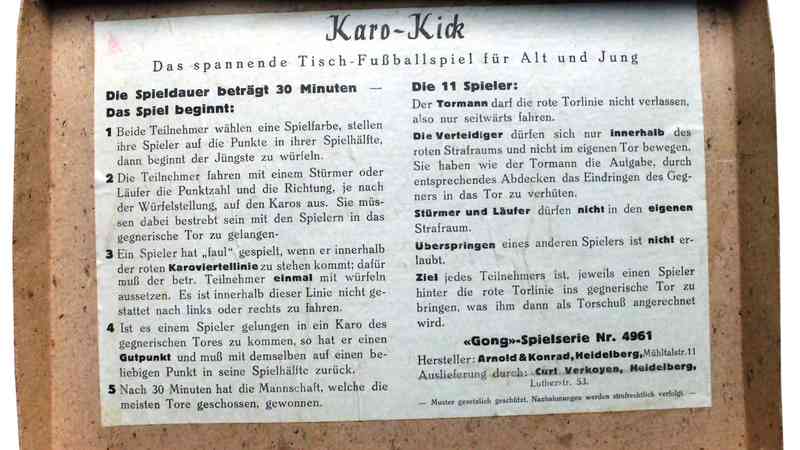 Karo-Kick
Das spannende Tisch-Fußballspiel für Alt und Jung
Die Spieldauer beträgt 30 Minuten —
Das Spiel beginnt:
1 Beide Teilnehmer wählen eine Spielfarbe, stellen
ihre Spieler auf die Punkte in ihrer Spielhälfte,
dann beginnt der Jüngste zu würfeln.
2 Die Teilnehmer fahren mit einem Stürmer oder
Läufer die Punktzahl und die Richtung, je nach
der Würfelstellung, auf den Karos aus. Sie müs-
sen dabei bestrebt sein mit den Spielern in das
gegnerische Tor zu gelangen-
3 Ein Spieler hat „faul" gespielt, wenn er innerhalb
der roten Karoviertellinie zu stehen kommt; dafür
muß der betr. Teilnehmer einmal mit würfeln
aussetzen. Es ist innerhalb dieser Linie nicht ge-
stattet nach links oder rechts zu fahren.
4 Ist es einem Spieler gelungen in ein Karo des
gegnerischen Tores zu kommen, so hat er einen
Gutpunkt und muß mit demselben auf einen be-
liebigen Punkt in seine Spielhälfte zurück.
5 Nach 30 Minuten hat die Mannschaft, welche die
meisten Tore geschossen, gewonnen.
Die 11 Spieler:
Der Tormann darf die rote Torlinie nicht verlassen,
also nur seitwärts fahren.
Die Verteidiger dürfen sich nur innerhalb des
roten Strafraums und nicht im eigenen Tor bewegen.
Sie haben wie der Tormann die Aufgabe, durch
entsprechendes Abdecken das Eindringen des Geg-
ners in das Tor zu verhüten.
Stürmer und Läufer dürfen nicht in den eigenen
Strafraum.
Überspringen eines anderen Spielers ist nicht er-
laubt.
Ziel jedes Teilnehmers ist, jeweils einen Spieler
hinter die rote Torlinie ins gegnerische Tor zu
bringen, was ihm dann als Torschuß angerechnet
wird.
«Gong»-Spielserie Nr. 4961
Hersteller: Arnold & Konrad, Heidelberg, Mühltalstr. 11
Auslieferung durch: Curl Verkoyen, Heidelberg,
Lutherstr. 53.
— Muster gesetzlich geschützt. Nachahmungen werden strafrechtlich verfolgt. —